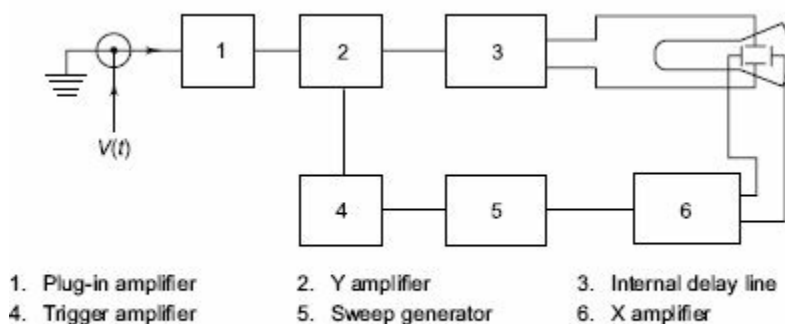 1
2
3
V(t)
4
5
6
1. Plug-in amplifier 2. Y amplifier 3. Internal delay line
4. Trigger amplifier 5. Sweep generator 6. X amplifier